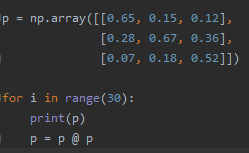 p = np.array([[0.65, 0.15, 0.12],
[0.28, 0.67, 0.36],
[0.07, 0.18, 0.52]])
for i in range(30):
print(p)
p = p @ p